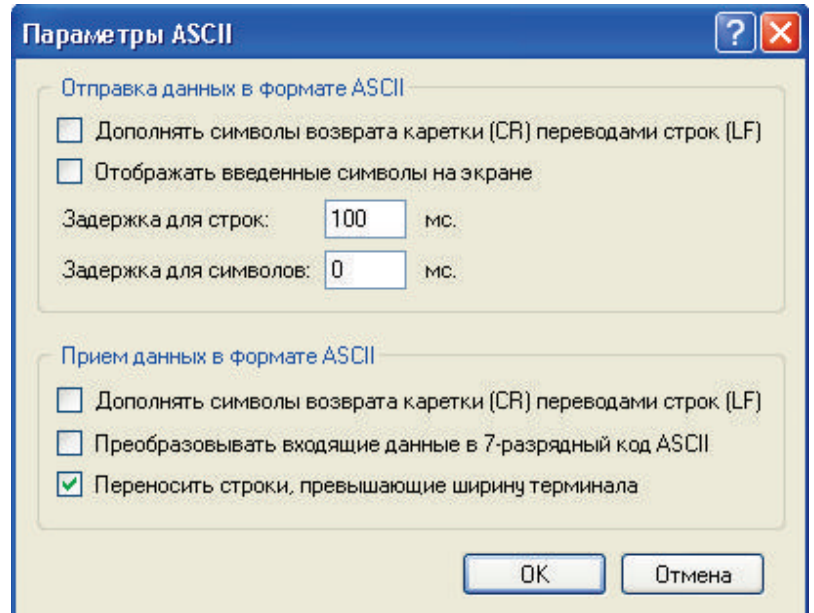 Параметры ASCII
Отправка данных в формате ASCII
Дополнять символы возврата каретки (CR) переводами строк (LF)
Отображать введенные символы на экране
Задержка для строк: 100 мс.
Задержка для символов: 0 мс.
Прием данных в формате ASCII
Дополнять символы возврата каретки (CR) переводами строк (LF)
Преобразовывать входящие данные в 7-разрядный код ASCII
Переносить строки, превышающие ширину терминала
OK Отмена